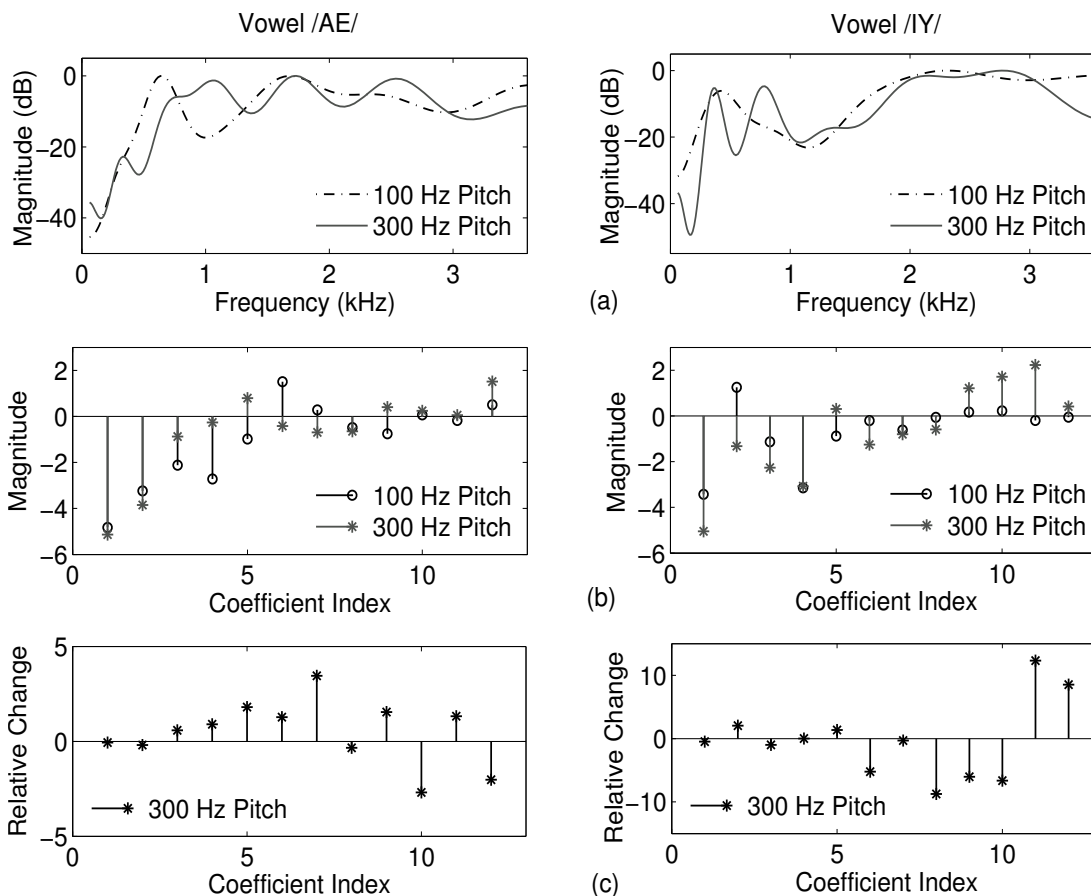 Vowel /AE/
Vowel /IY/
Magnitude (dB)
0
−20
−40
100 Hz Pitch
300 Hz Pitch
0
1
2
3
Frequency (kHz)
Magnitude (dB)
0
−20
−40
100 Hz Pitch
300 Hz Pitch
0
1
2
3
Frequency (kHz)
(a)
Magnitude
2
0
−2
−4
−6
100 Hz Pitch
300 Hz Pitch
0
5
10
Coefficient Index
Magnitude
2
0
−2
−4
−6
100 Hz Pitch
300 Hz Pitch
0
5
10
Coefficient Index
(b)
Relative Change
5
0
−5
300 Hz Pitch
0
5
10
Coefficient Index
Relative Change
10
0
−10
300 Hz Pitch
0
5
10
Coefficient Index
(c)